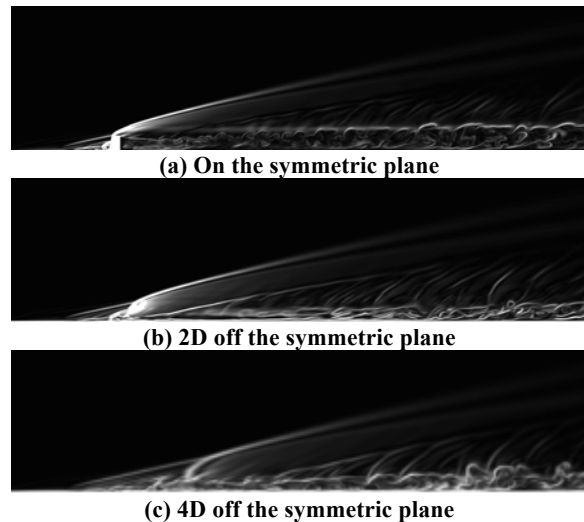 (a) On the symmetric plane
(b) 2D off the symmetric plane
(c) 4D off the symmetric plane